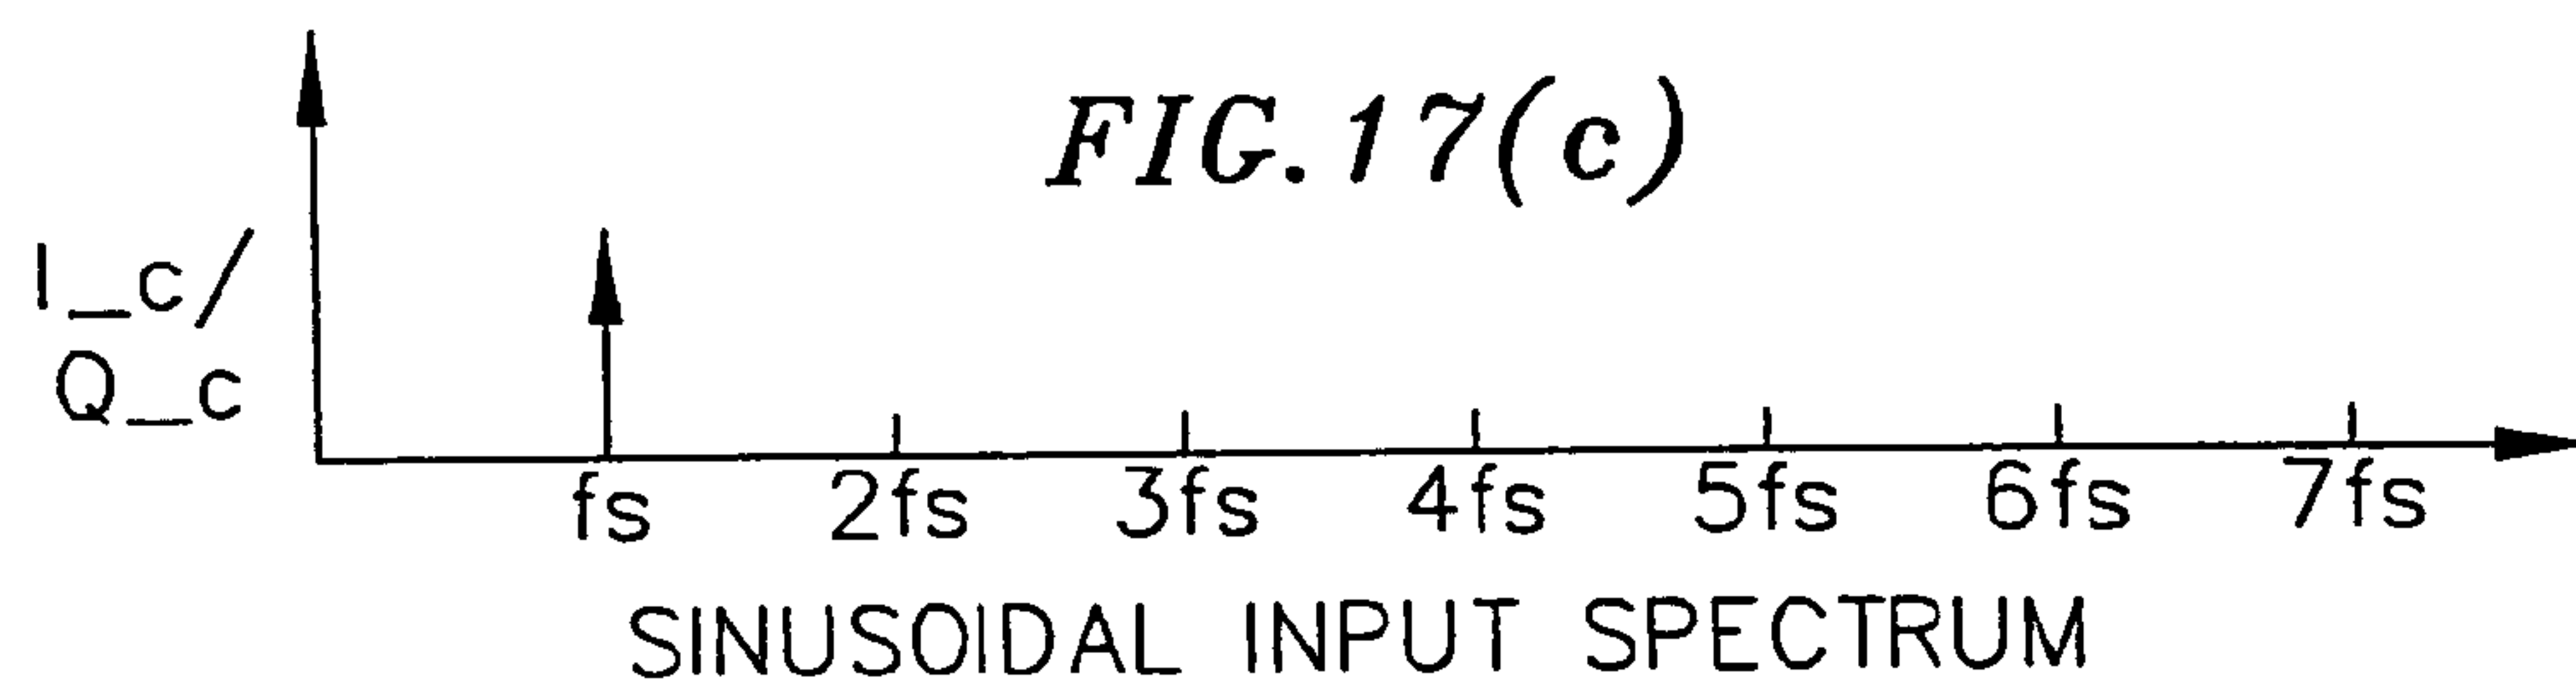 FIG.17(c)
I_c/
Q_c
fs 2fs 3fs 4fs 5fs 6fs 7fs
SINUSOIDAL INPUT SPECTRUM